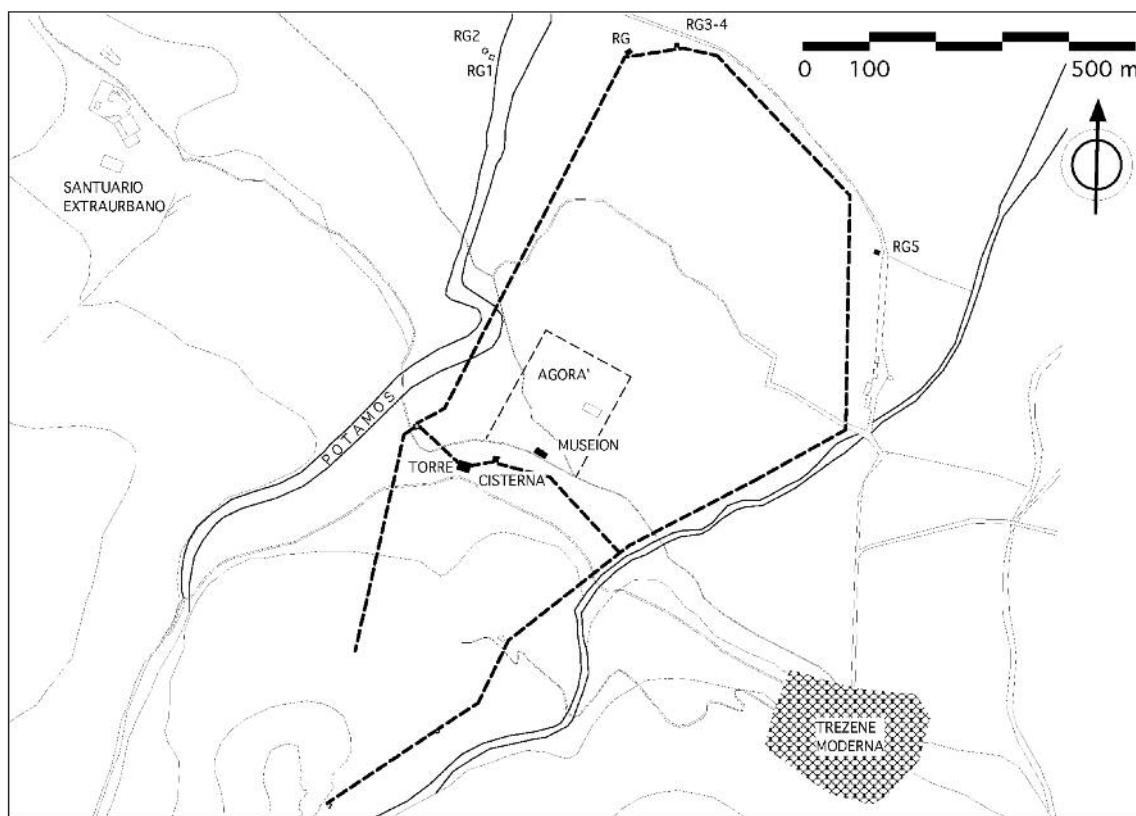 RG3-4
RG2
RG
RG1
0 100 500 m
SANTUARIO
EXTRAURBANO
RG5
AGORA'
POTAMOS
MUSEION
TORRE
CISTERNA
TREZENE
MODERNA